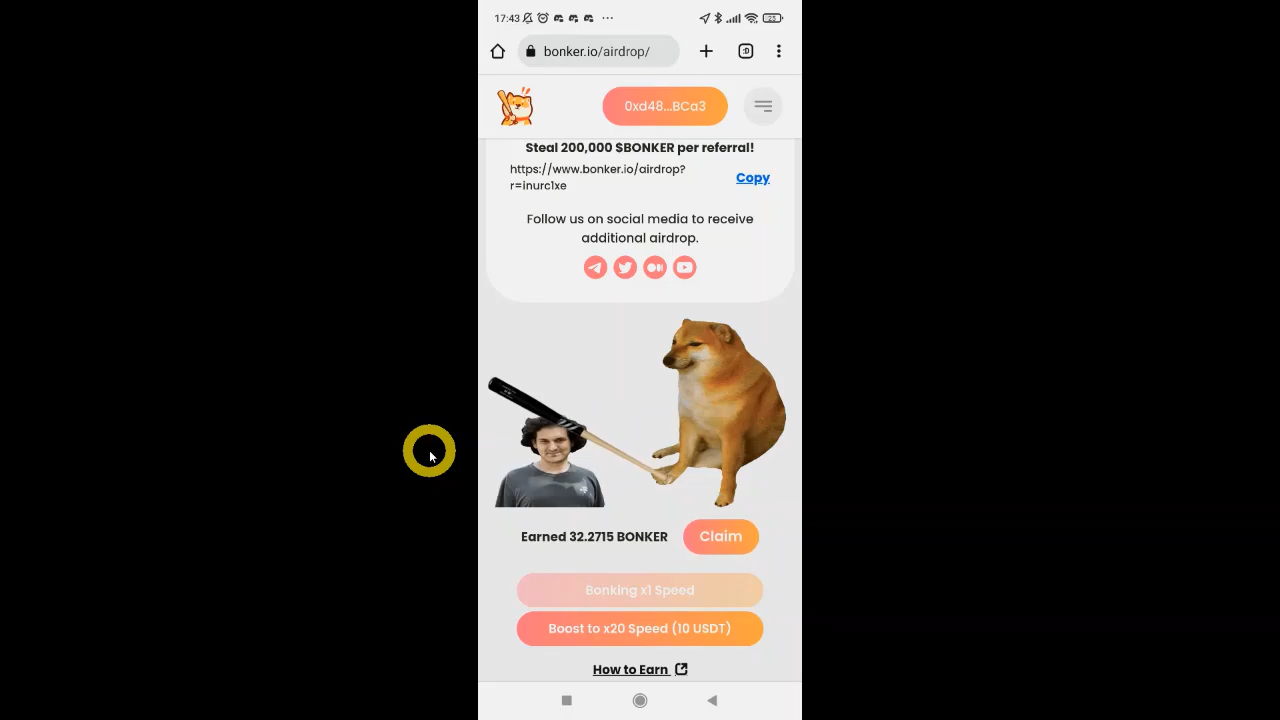 17:43
25
bonker.io/airdrop/
0xd48...BCa3
Steal 200,000 $BONKER per referral!
https://www.bonker.io/airdrop?
r=inurc1xe
Copy
Follow us on social media to receive
additional airdrop.
Earned 32.2715 BONKER
Claim
Bonking x1 Speed
Boost to x20 Speed (10 USDT)
How to Earn